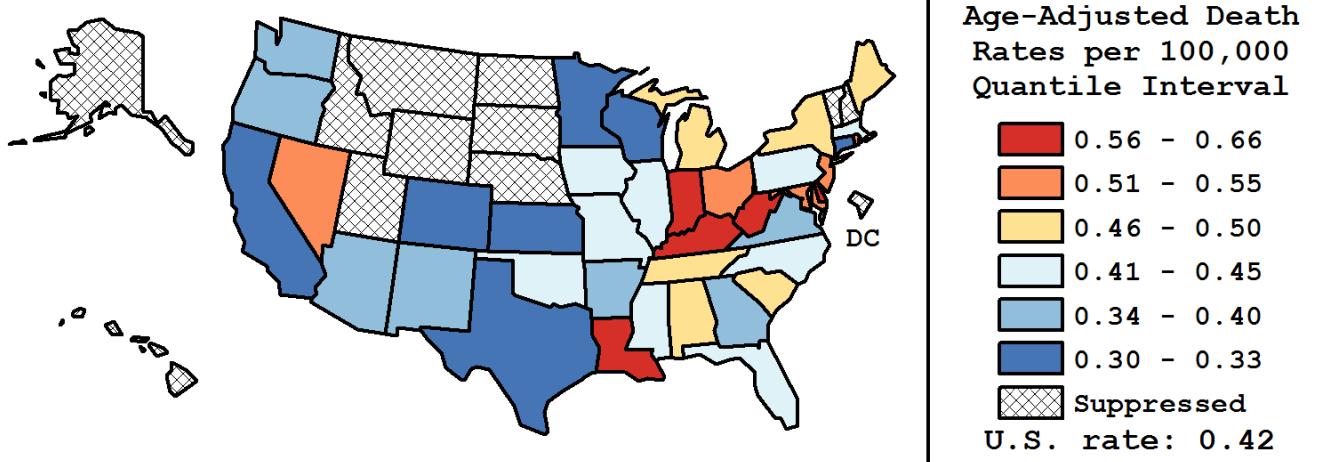 Age-Adjusted Death
Rates per 100,000
Quantile Interval
0.56 - 0.66
0.51 - 0.55
0.46 - 0.50
0.41 - 0.45
0.34 - 0.40
0.30 - 0.33
Suppressed
U.S. rate: 0.42
DC